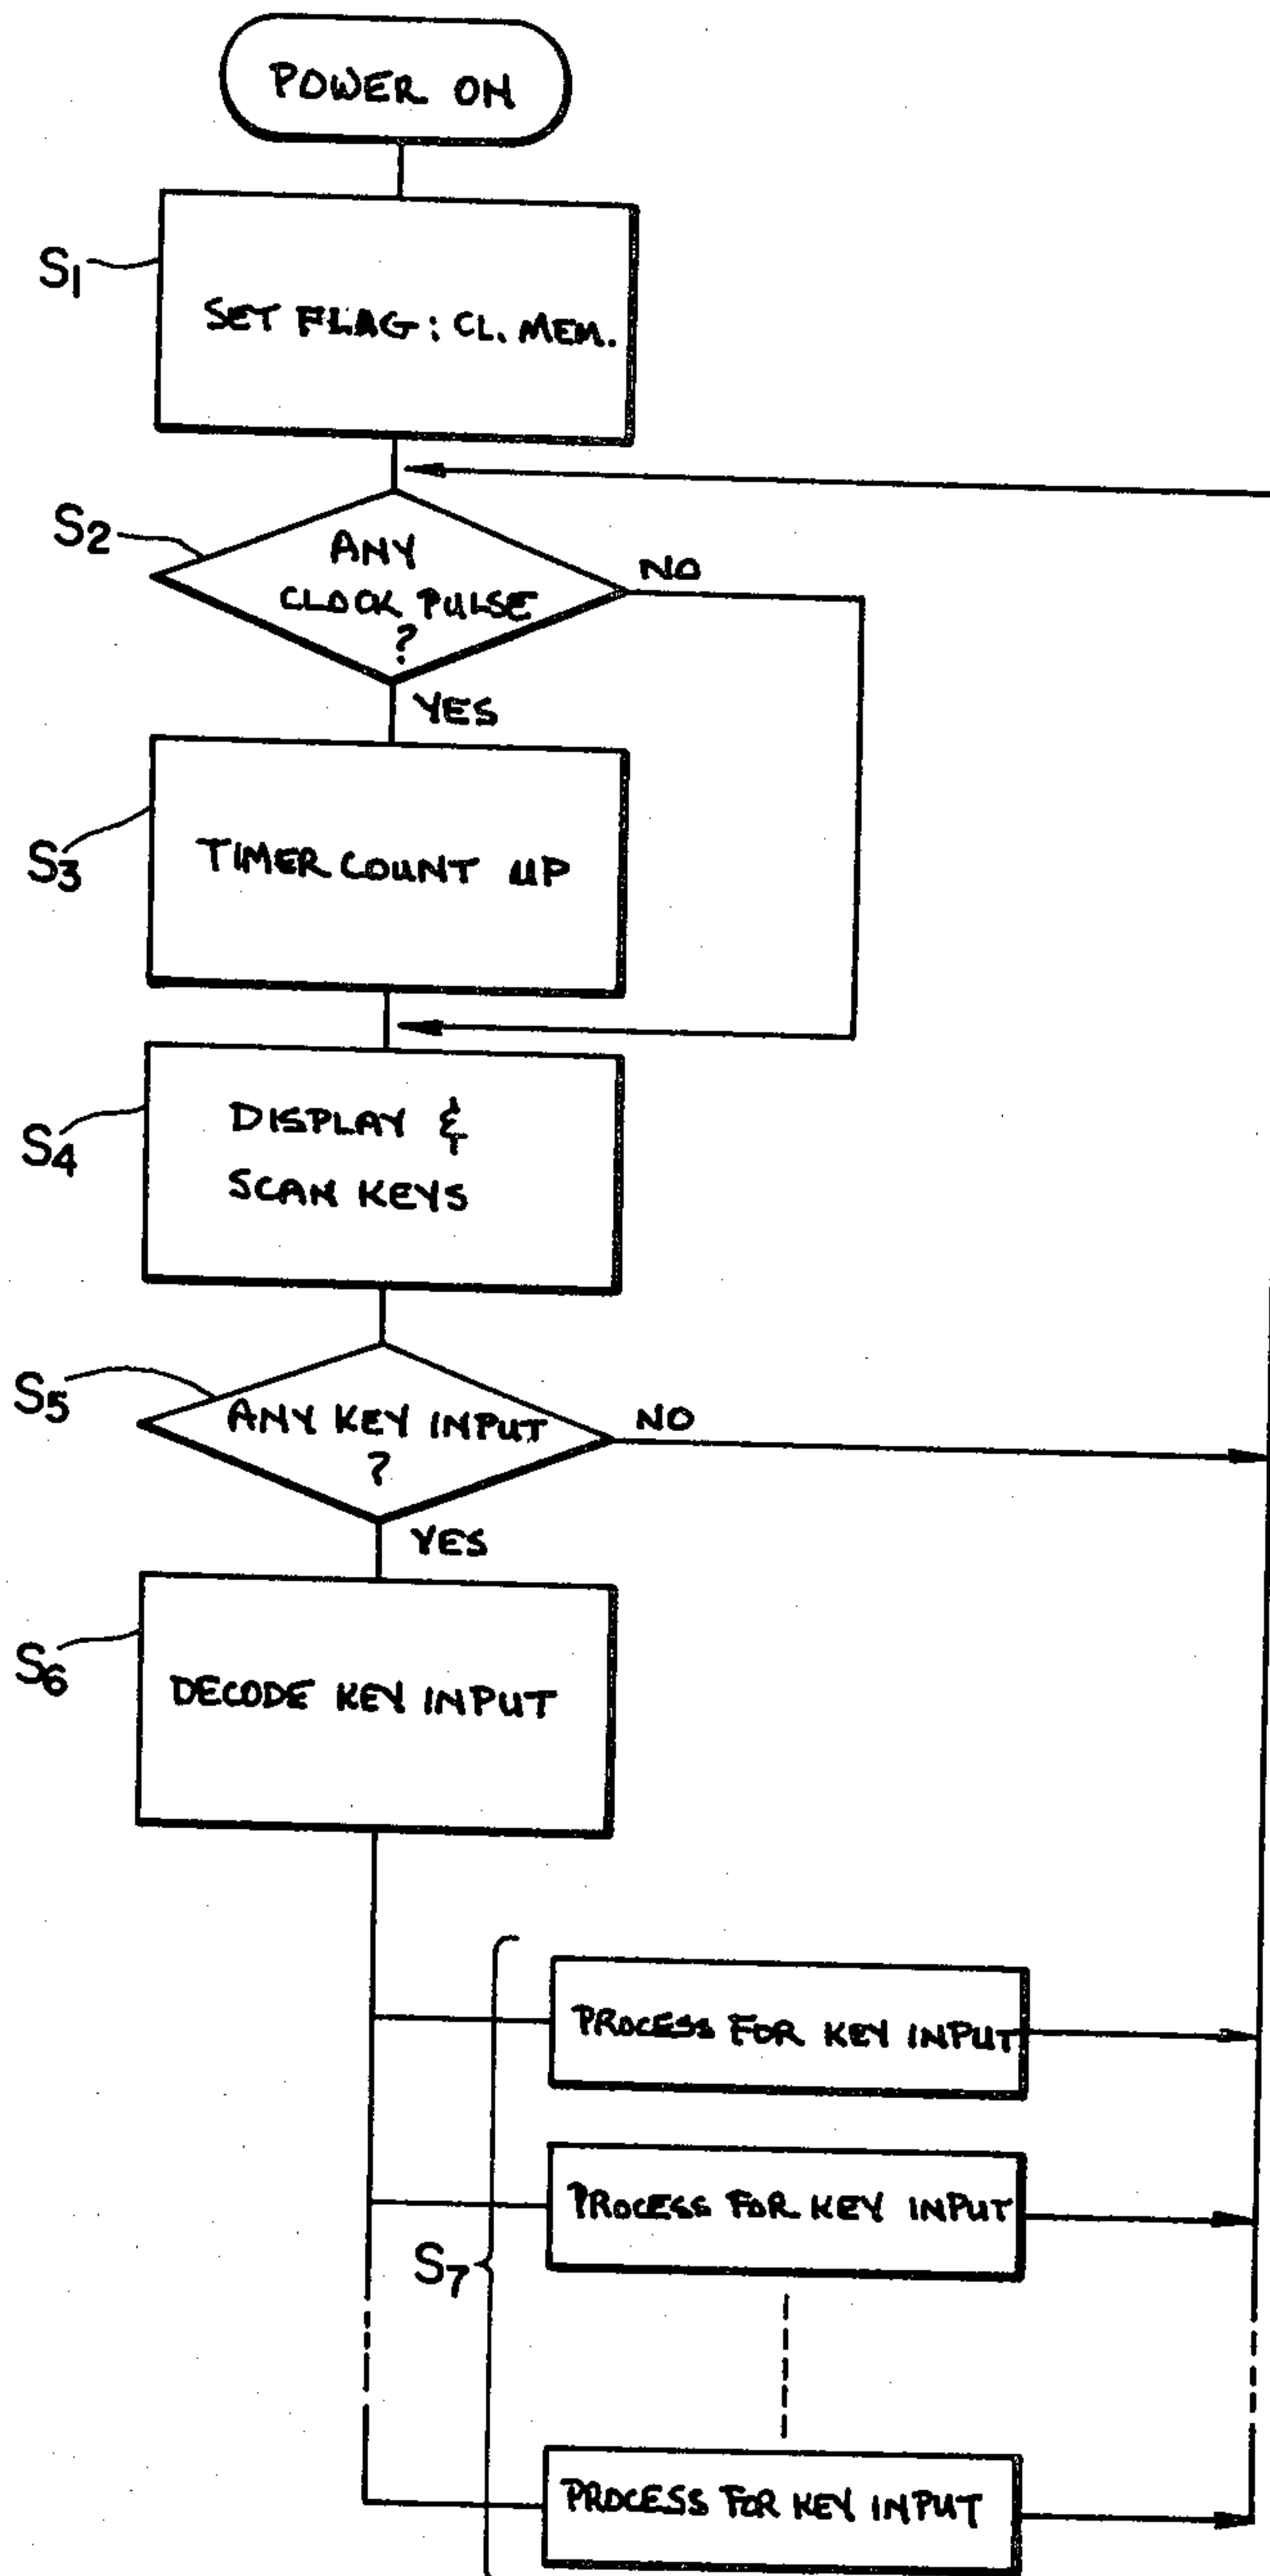 POWER ON
S1
SET FLAG: CL. MEM.
S2
ANY
CLOCK PULSE
?
NO
YES
S3
TIMER COUNT UP
S4
DISPLAY &
SCAN KEYS
S5
ANY KEY INPUT
?
NO
YES
S6
DECODE KEY INPUT
S7
PROCESS FOR KEY INPUT
PROCESS FOR KEY INPUT
PROCESS FOR KEY INPUT